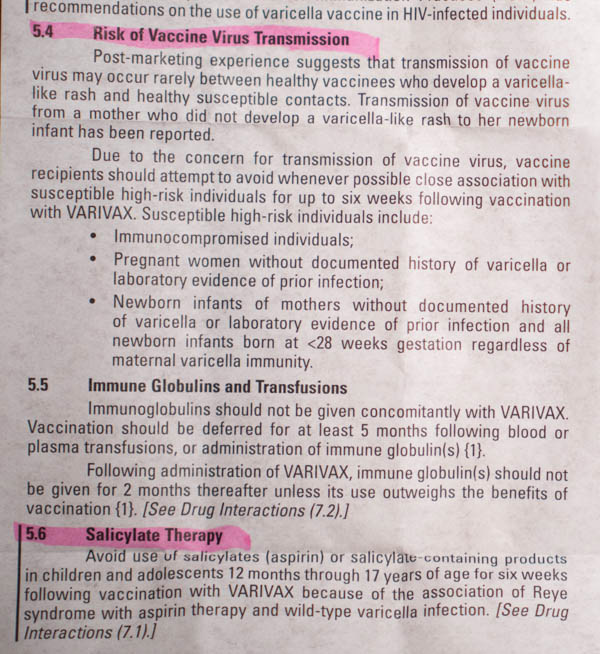 recommendations on the use of varicella vaccine in HIV-infected individuals.
5.4 Risk of Vaccine Virus Transmission
Post-marketing experience suggests that transmission of vaccine
virus may occur rarely between healthy vaccinees who develop a varicella-
like rash and healthy susceptible contacts. Transmission of vaccine virus
from a mother who did not develop a varicella-like rash to her newborn
infant has been reported.
Due to the concern for transmission of vaccine virus, vaccine
recipients should attempt to avoid whenever possible close association with
susceptible high-risk individuals for up to six weeks following vaccination
with VARIVAX. Susceptible high-risk individuals include:
• Immunocompromised individuals;
• Pregnant women without documented history of varicella or
laboratory evidence of prior infection;
• Newborn infants of mothers without documented history
of varicella or laboratory evidence of prior infection and all
newborn infants born at <28 weeks gestation regardless of
maternal varicella immunity.
5.5 Immune Globulins and Transfusions
Immunoglobulins should not be given concomitantly with VARIVAX.
Vaccination should be deferred for at least 5 months following blood or
plasma transfusions, or administration of immune globulin(s) {1}.
Following administration of VARIVAX, immune globulin(s) should not
be given for 2 months thereafter unless its use outweighs the benefits of
vaccination {1}. [See Drug Interactions (7.2).]
5.6 Salicylate Therapy
Avoid use of salicylates (aspirin) or salicylate-containing products
in children and adolescents 12 months through 17 years of age for six weeks
following vaccination with VARIVAX because of the association of Reye
syndrome with aspirin therapy and wild-type varicella infection. [See Drug
Interactions (7.1).]